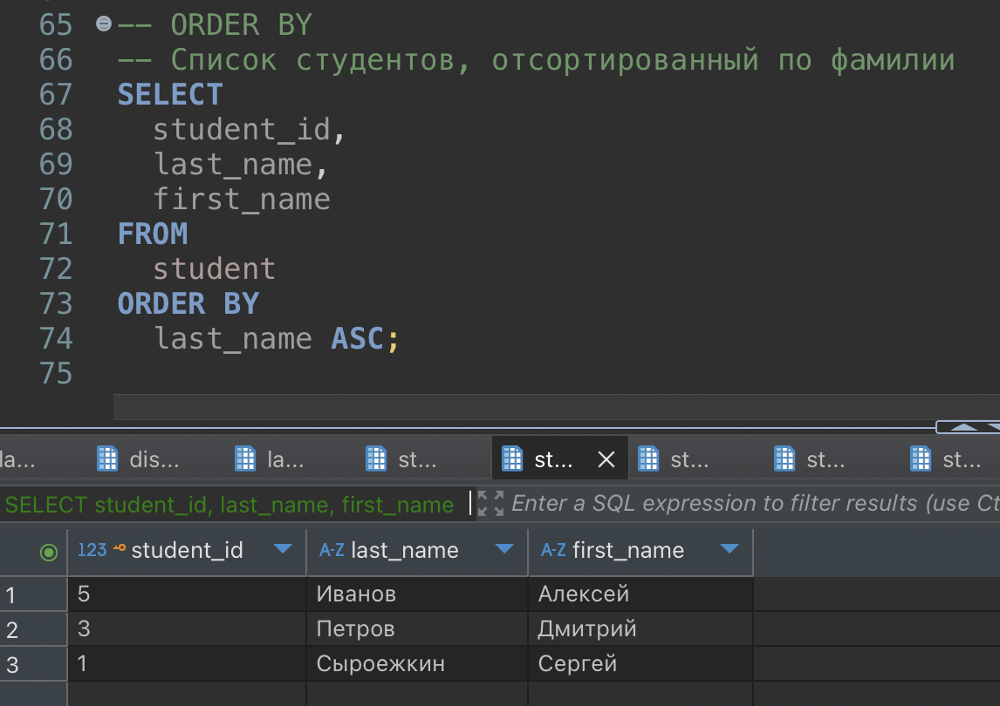 65 -- ORDER BY
66 -- Список студентов, отсортированный по фамилии
67 SELECT
68 student_id,
69 last_name,
70 first_name
71 FROM
72 student
73 ORDER BY
74 last_name ASC;
75
la... dis... la... st... st... st... st... st...
SELECT student_id, last_name, first_name Enter a SQL expression to filter results (use Ct
123 student_id A-Z last_name A-Z first_name
1 5 Иванов Алексей
2 3 Петров Дмитрий
3 1 Сыроежкин Сергей